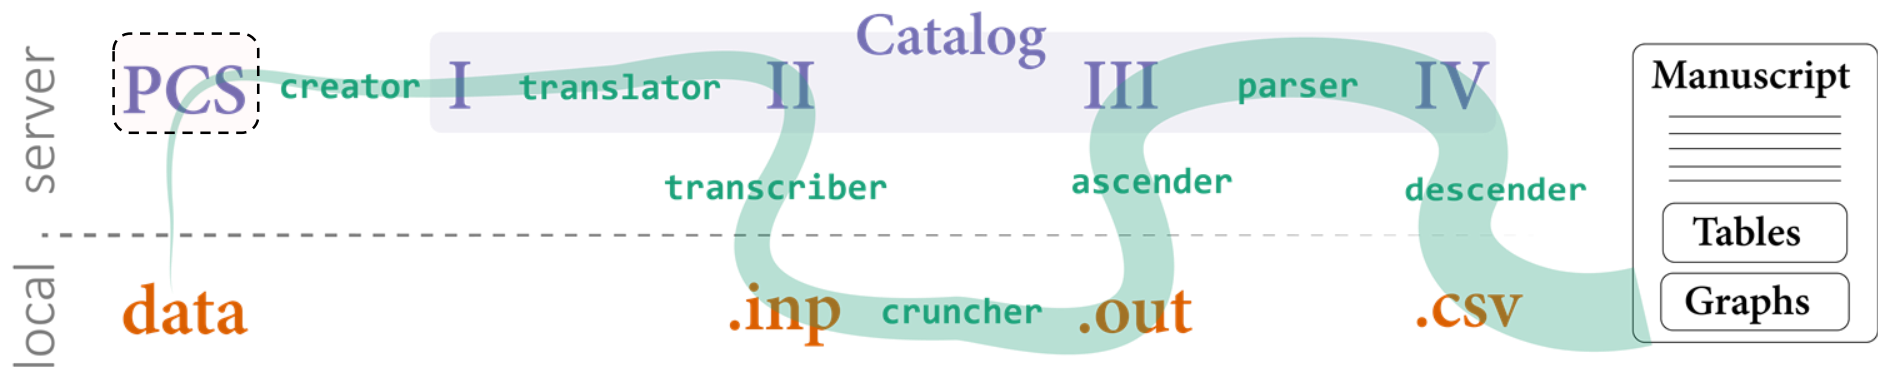 Catalog
server
PCS creator I translator II III parser IV
transcriber ascender descender
local
data .inp cruncher .out .csv
Manuscript
Tables
Graphs